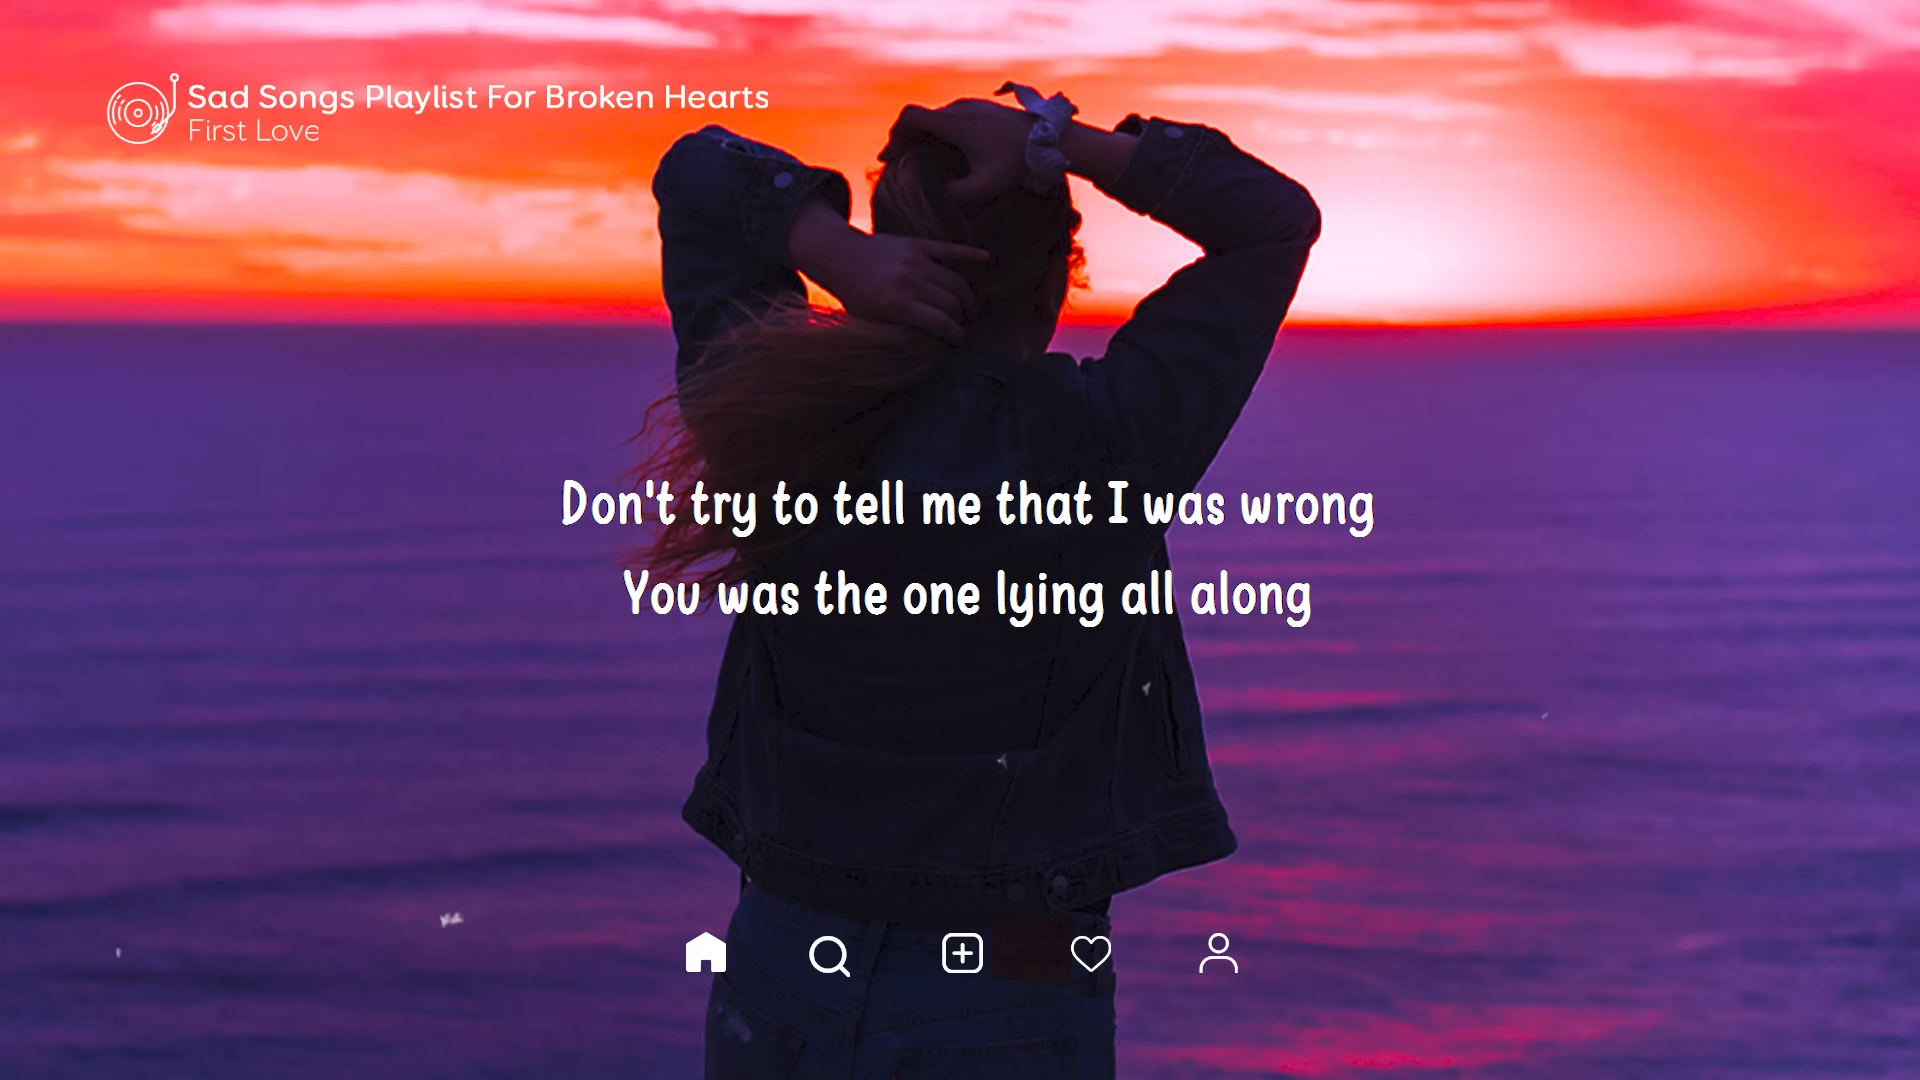 Sad Songs Playlist For Broken Hearts
First Love
Don't try to tell me that I was wrong
You was the one lying all along